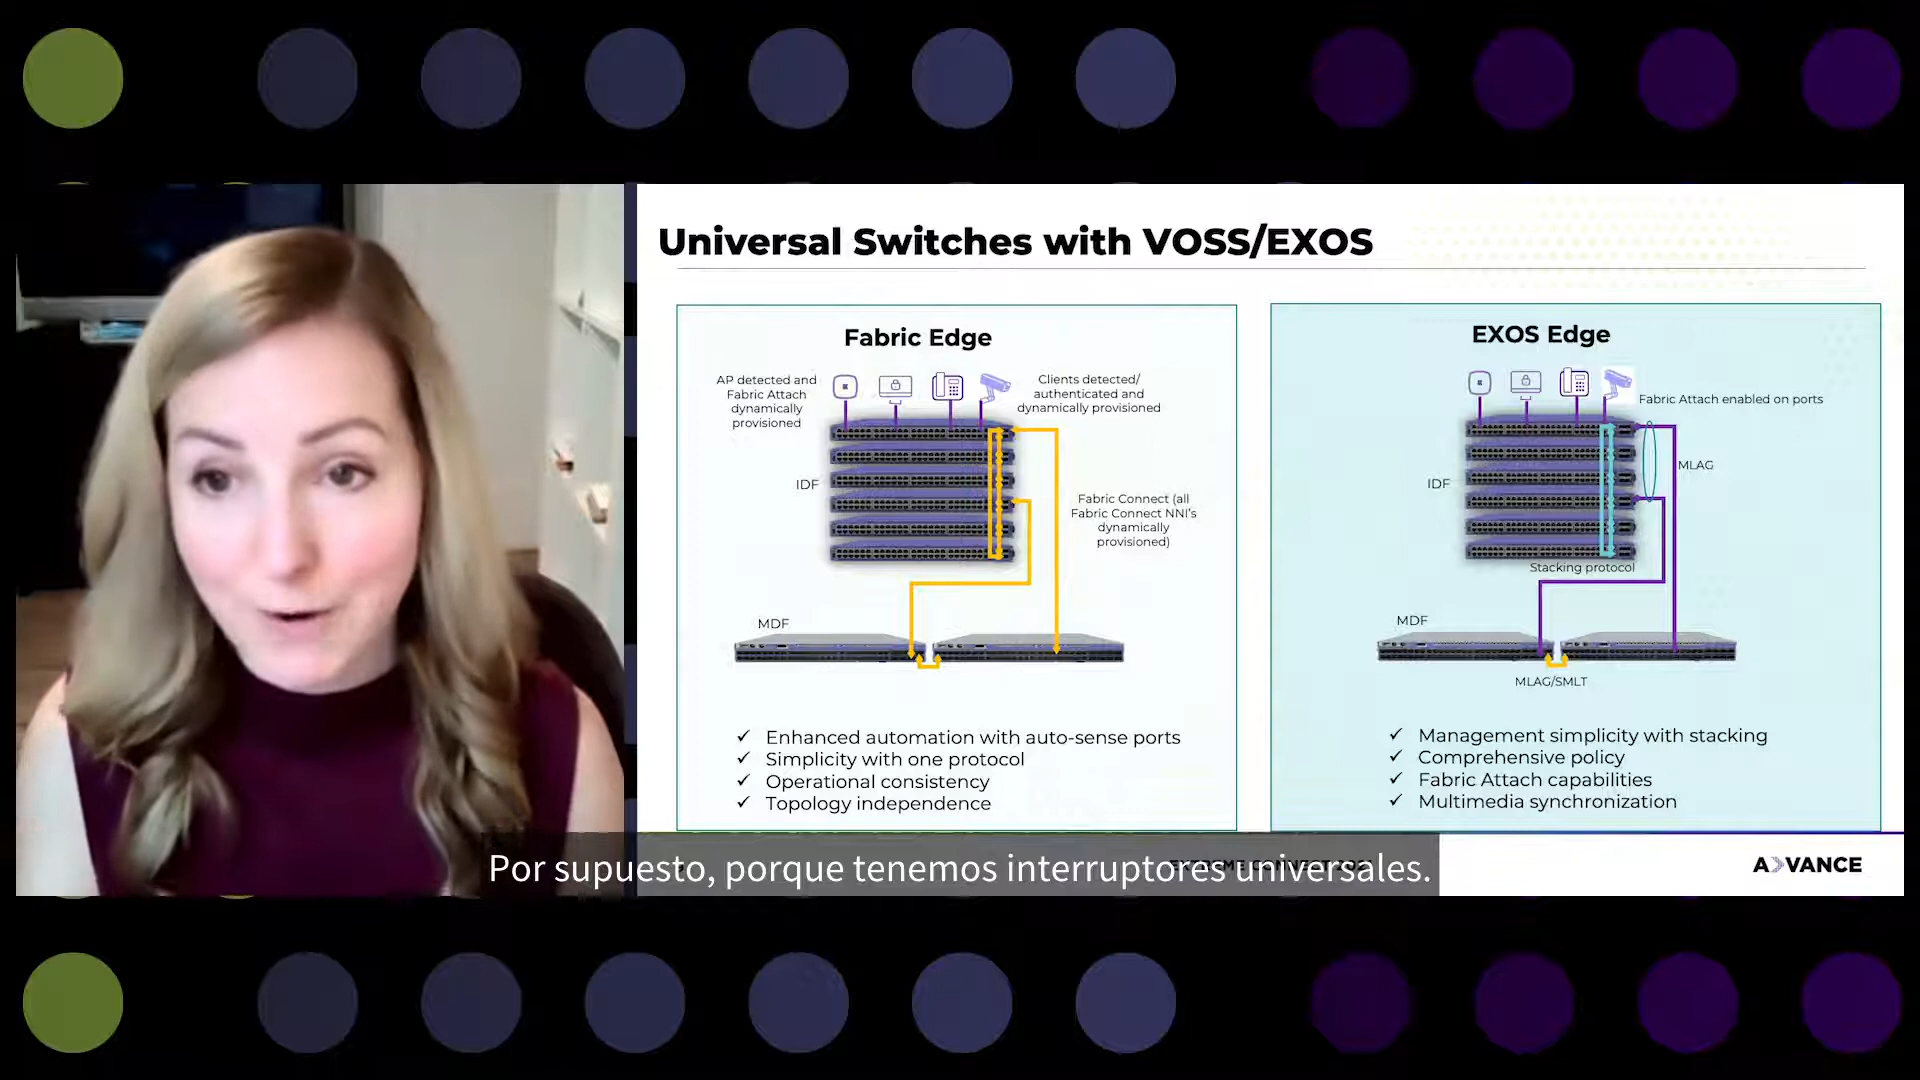 Universal Switches with VOSS/EXOS
Fabric Edge
AP detected and
Fabric Attach
dynamically
provisioned
Clients detected/
authenticated and
dynamically provisioned
IDF
Fabric Connect (all
Fabric Connect NNI's
dynamically
provisioned)
MDF
✓ Enhanced automation with auto-sense ports
✓ Simplicity with one protocol
✓ Operational consistency
✓ Topology independence
EXOS Edge
Fabric Attach enabled on ports
MLAG
IDF
Stacking protocol
MDF
MLAG/SMLT
✓ Management simplicity with stacking
✓ Comprehensive policy
✓ Fabric Attach capabilities
✓ Multimedia synchronization
Por supuesto, porque tenemos interruptores universales.
ADVANCE